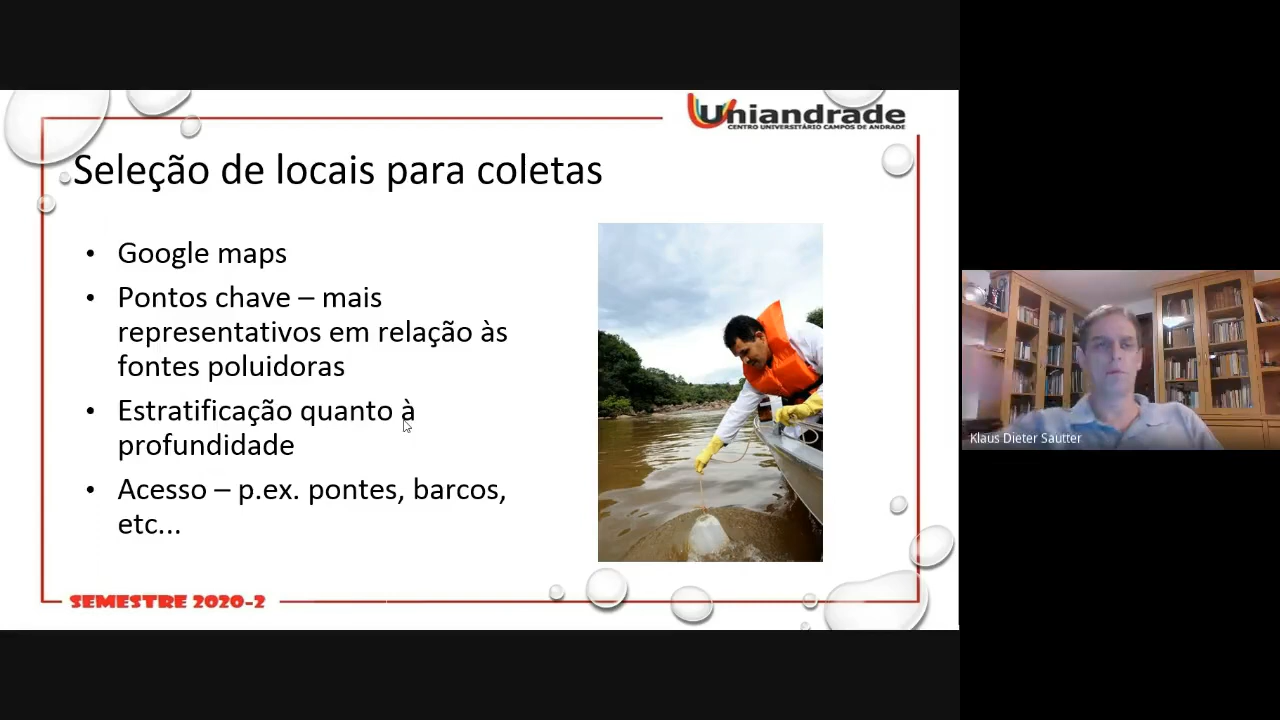 Uniandrade
CENTRO UNIVERSITÁRIO CAMPOS DE ANDRADE
Seleção de locais para coletas
• Google maps
• Pontos chave – mais
representativos em relação às
fontes poluidoras
• Estratificação quanto à
profundidade
• Acesso – p.ex. pontes, barcos,
etc...
SEMESTRE 2020-2
Klaus Dieter Sautter